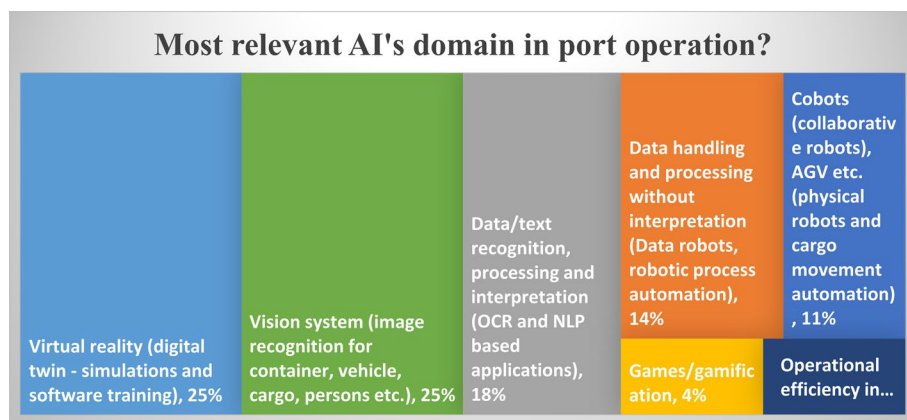 Most relevant AI's domain in port operation?
Virtual reality (digital
twin - simulations and
software training), 25%
Vision system (image
recognition for
container, vehicle,
cargo, persons etc.), 25%
Data/text
recognition,
processing and
interpretation
(OCR and NLP
based
applications),
18%
Data handling
and processing
without
interpretation
(Data robots,
robotic process
automation),
14%
Cobots
(collaborativ
e robots),
AGV etc.
(physical
robots and
cargo
movement
automation)
, 11%
Games/gamific
ation, 4%
Operational
efficiency in...